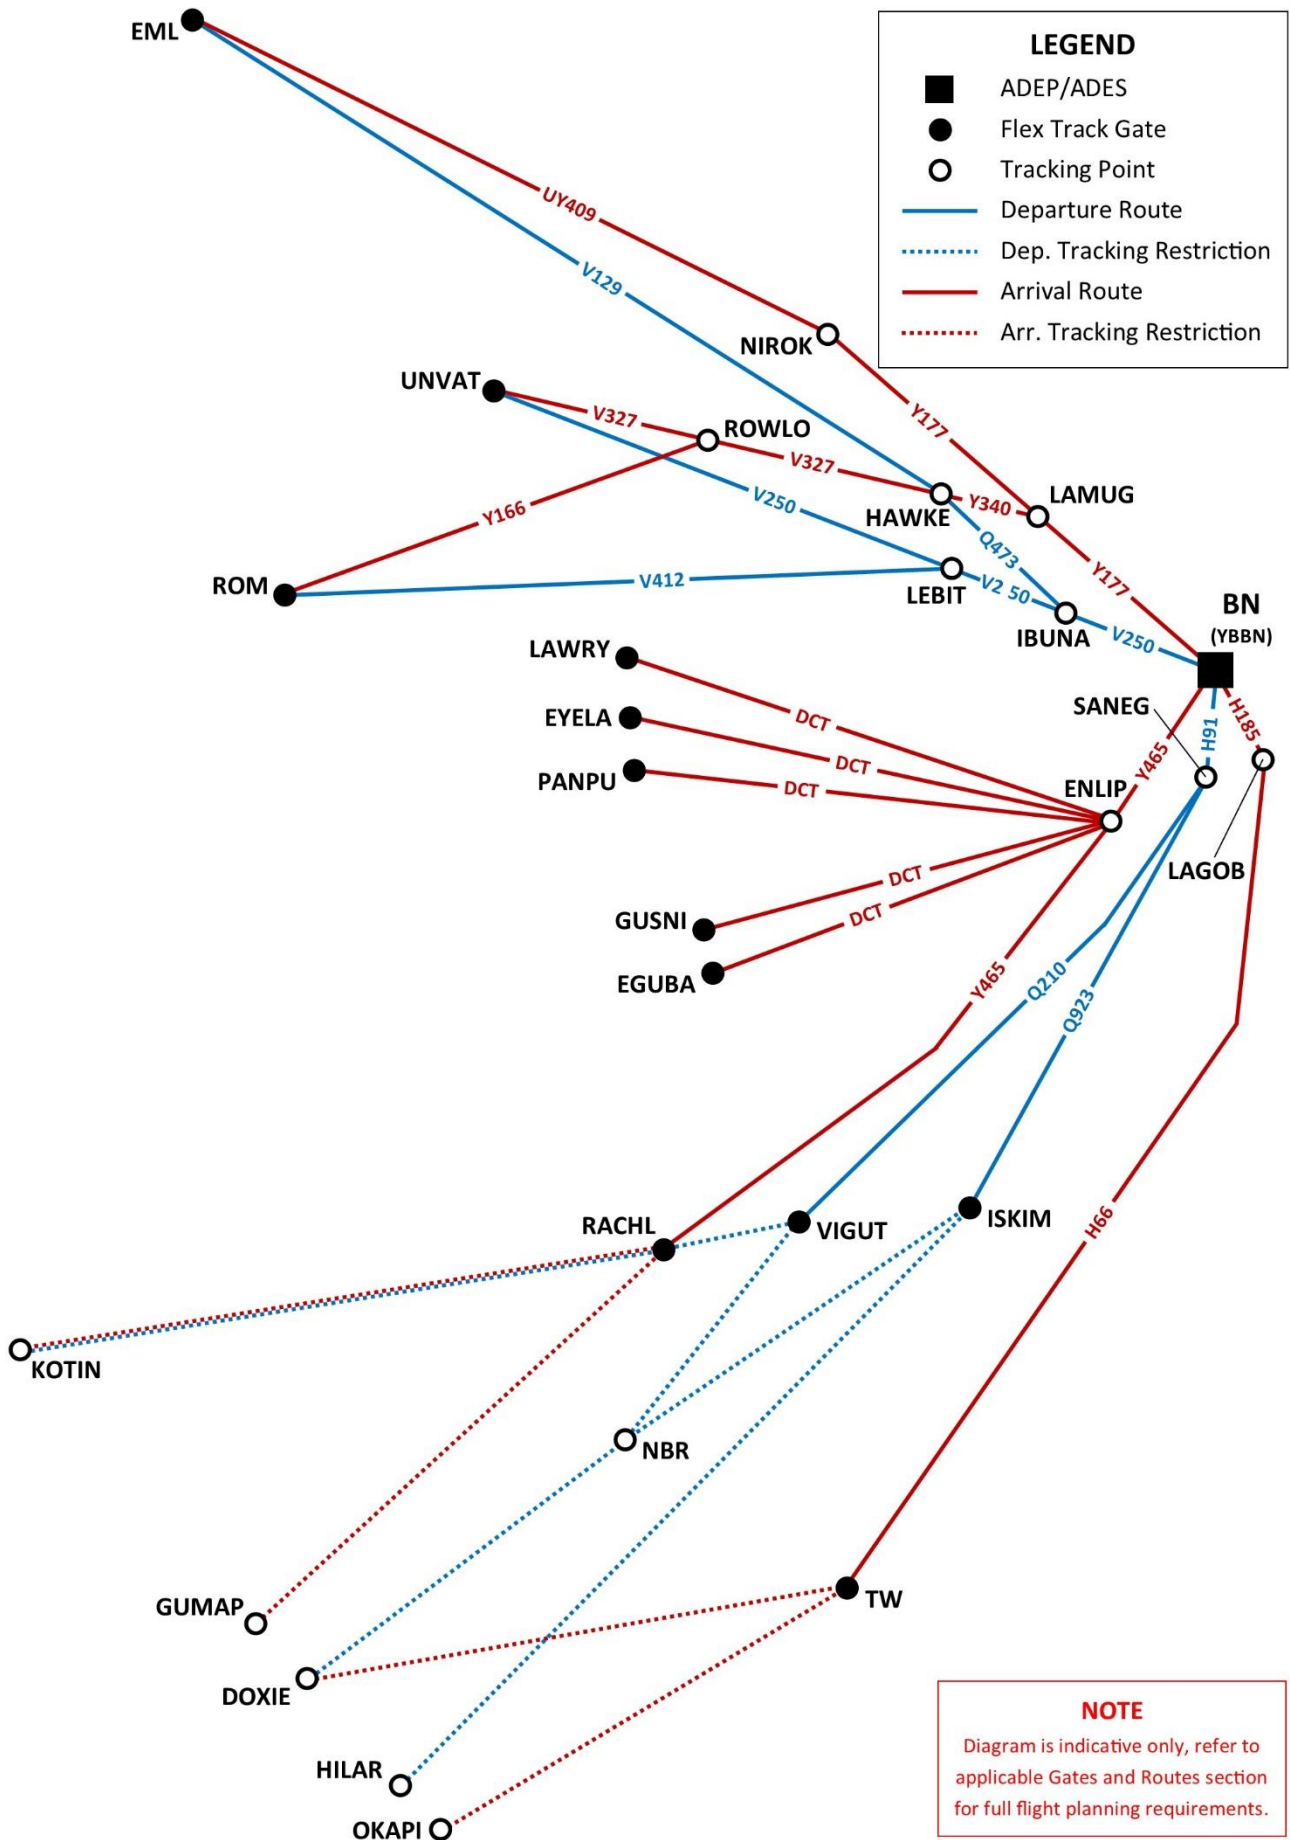 EML
LEGEND
ADEP/ADES
Flex Track Gate
Tracking Point
Departure Route
Dep. Tracking Restriction
Arrival Route
Arr. Tracking Restriction
UY409
V129
NIROK
UNVAT
V327
ROWLO
Y177
V327
V250
Y166
HAWKE
Y340
LAMUG
Q473
ROM
V412
LEBIT
V2 50
Y177
IBUNA
V250
BN
(YBBN)
LAWRY
EYELA
PANPU
DCT
DCT
DCT
SANEG
H91
H185
Y465
ENLIP
LAGOB
GUSNI
DCT
DCT
EGUBA
Y465
Q210
Q923
RACHL
VIGUT
ISKIM
H66
KOTIN
NBR
GUMAP
TW
DOXIE
HILAR
OKAPI
NOTE
Diagram is indicative only, refer to
applicable Gates and Routes section
for full flight planning requirements.